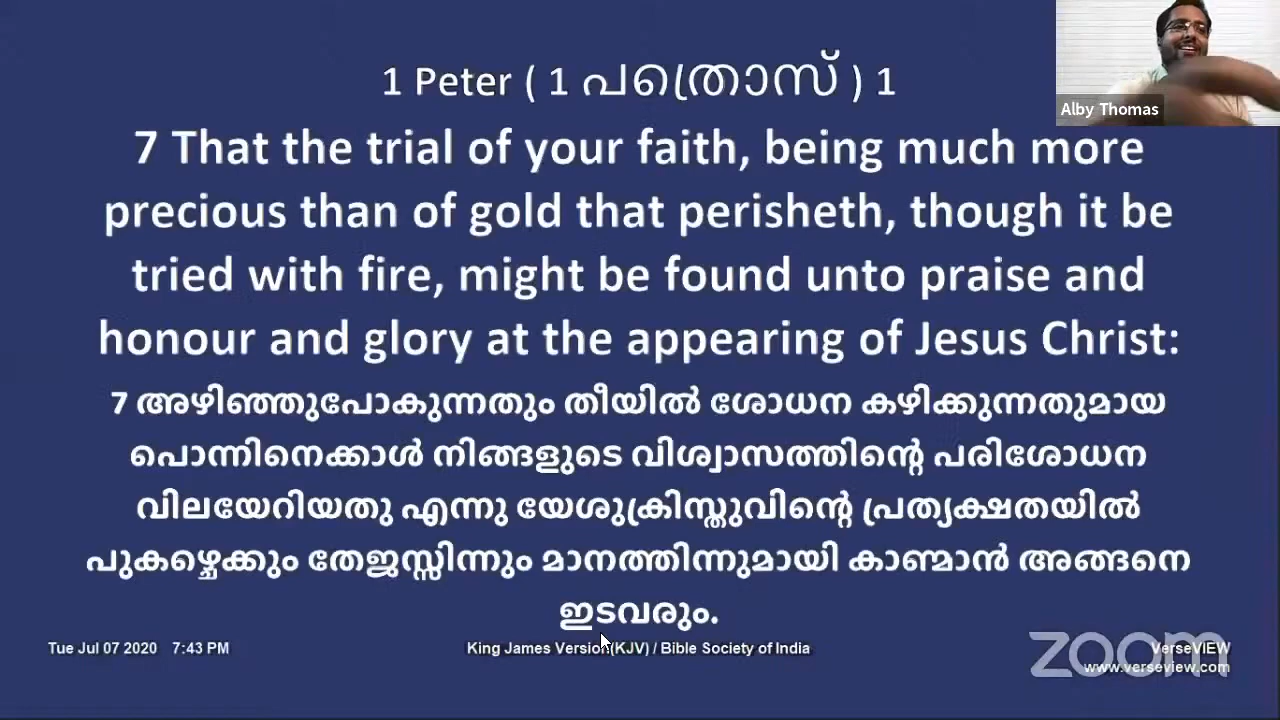 Alby Thomas
1 Peter ( 1 പത്രൊസ് ) 1
7 That the trial of your faith, being much more
precious than of gold that perisheth, though it be
tried with fire, might be found unto praise and
honour and glory at the appearing of Jesus Christ:
7 അഴിഞ്ഞുപോകുന്നതും തീയിൽ ശോധന കഴിക്കുന്നതുമായ
പൊന്നിനെക്കാൾ നിങ്ങളുടെ വിശ്വാസത്തിന്റെ പരിശോധന
വിലയേറിയതു എന്നു യേശുക്രിസ്തുവിന്റെ പ്രത്യക്ഷതയിൽ
പുകഴ്ചെക്കും തേജസ്സിന്നും മാനത്തിന്നുമായി കാണ്മാൻ അങ്ങനെ
ഇടവരും.
Tue Jul 07 2020 7:43 PM
King James Version(KJV) / Bible Society of India
VerseVIEW
www.verseview.com
zoom